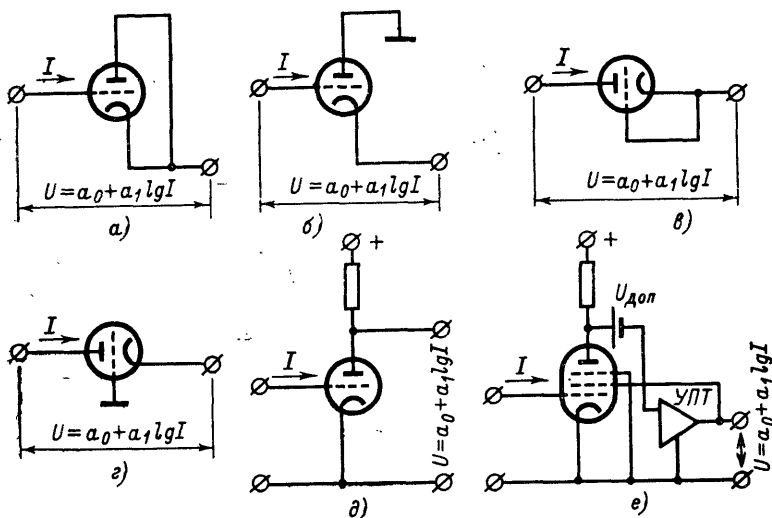 I
U=a₀+a₁lgI
а)
I
U=a₀+a₁lgI
б)
I
U=a₀+a₁lgI
в)
I
U=a₀+a₁lgI
г)
+
I
U=a₀+a₁lgI
д)
+
Uдоп
I
УПТ
U=a₀+a₁lgI
е)